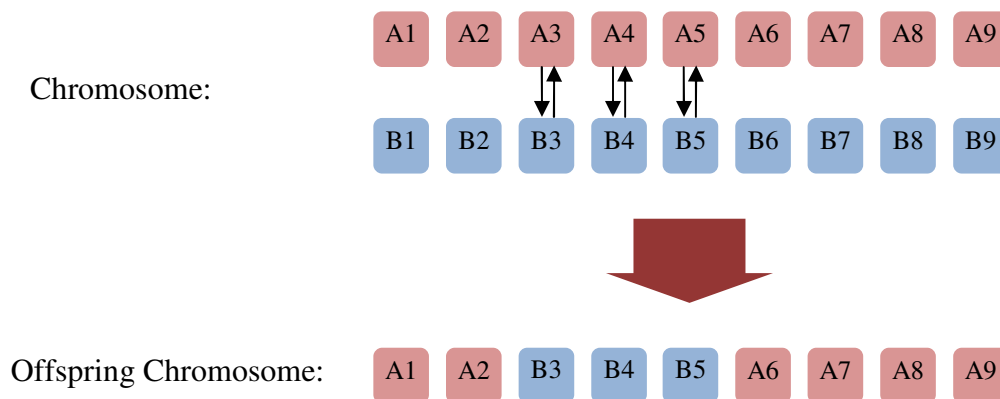 A1 A2 A3 A4 A5 A6 A7 A8 A9
Chromosome:
B1 B2 B3 B4 B5 B6 B7 B8 B9
Offspring Chromosome: A1 A2 B3 B4 B5 A6 A7 A8 A9